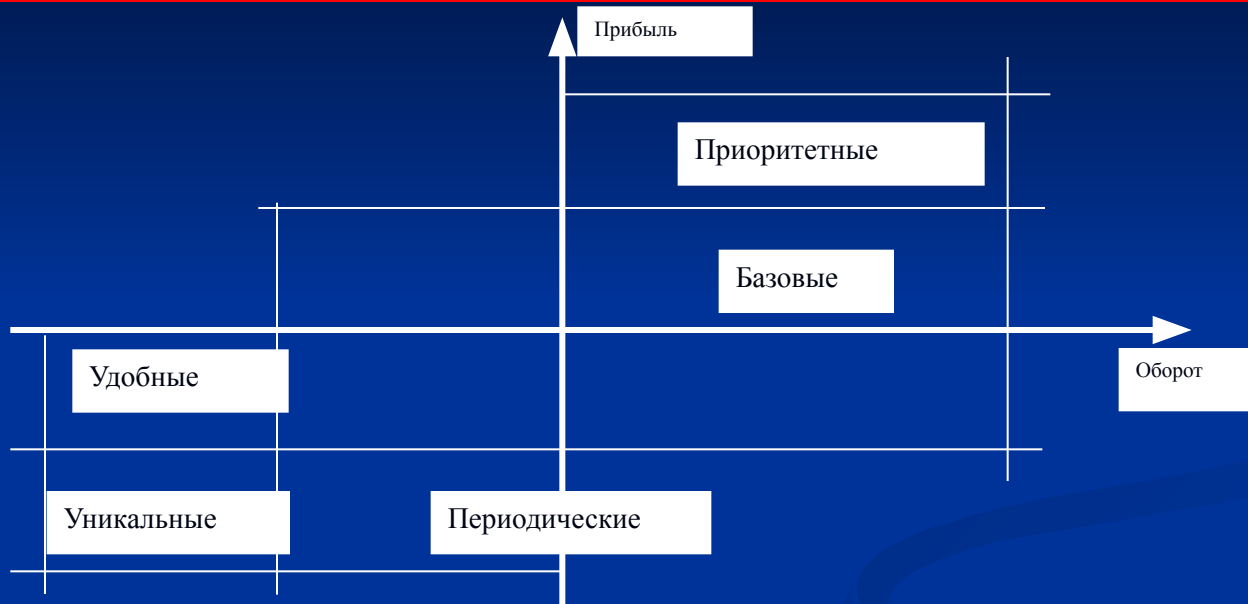 Прибыль
Приоритетные
Базовые
Удобные
Оборот
Уникальные
Периодические